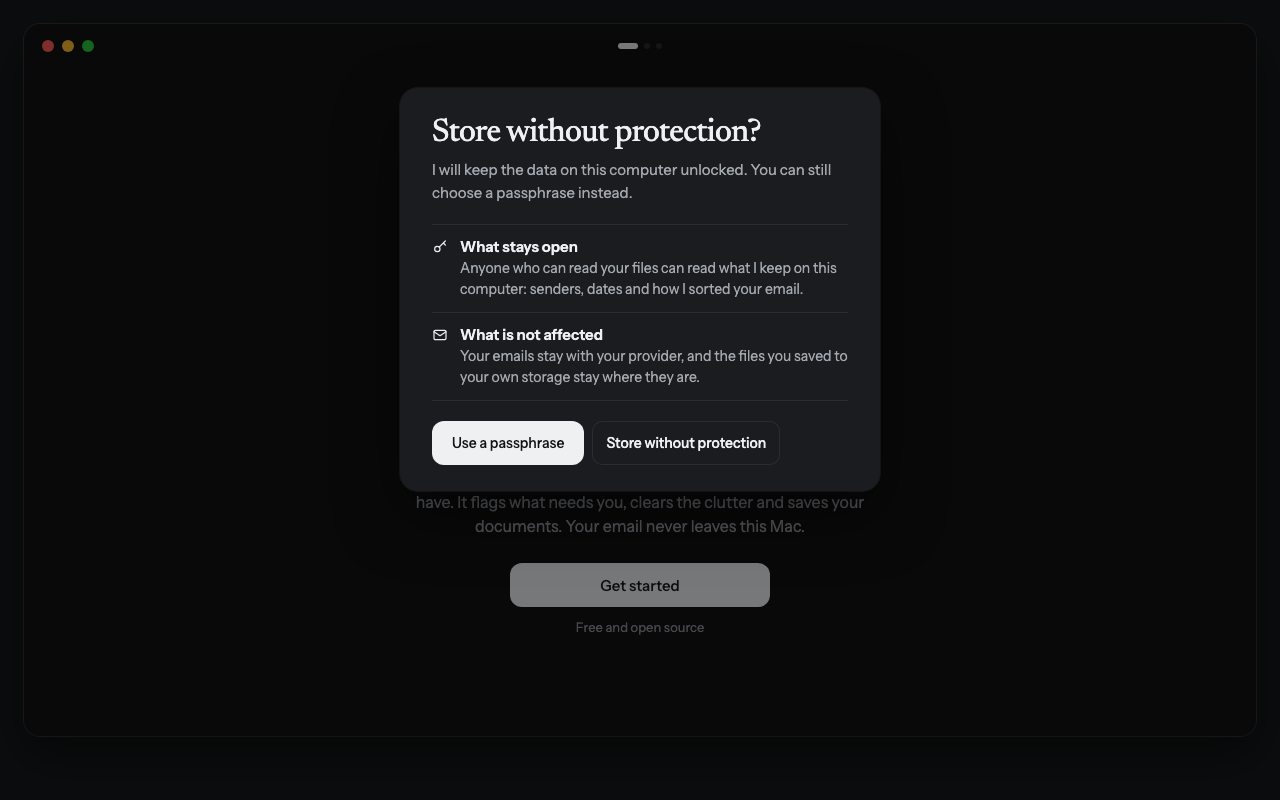 Store without protection?
I will keep the data on this computer unlocked. You can still
choose a passphrase instead.
What stays open
Anyone who can read your files can read what I keep on this
computer: senders, dates and how I sorted your email.
What is not affected
Your emails stay with your provider, and the files you saved to
your own storage stay where they are.
Use a passphrase
Store without protection
have. It flags what needs you, clears the clutter and saves your
documents. Your email never leaves this Mac.
Get started
Free and open source